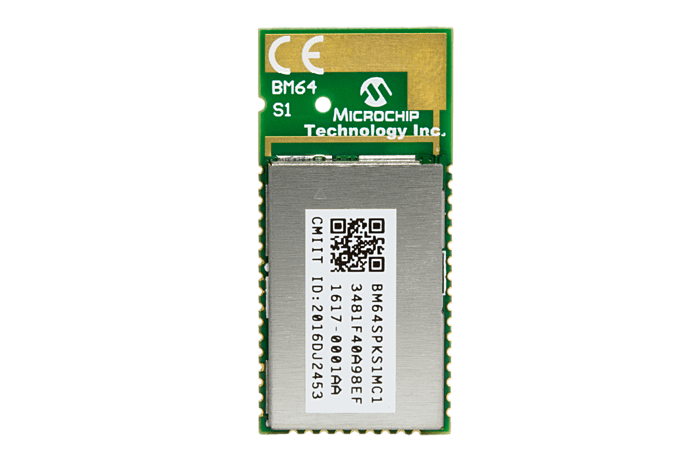 CE
BM64
S1
MICROCHIP
Technology Inc.
BM64SPKS1MC1
3481F40A98EF
1617-0001AA
CMIIT ID:2016DJ2453